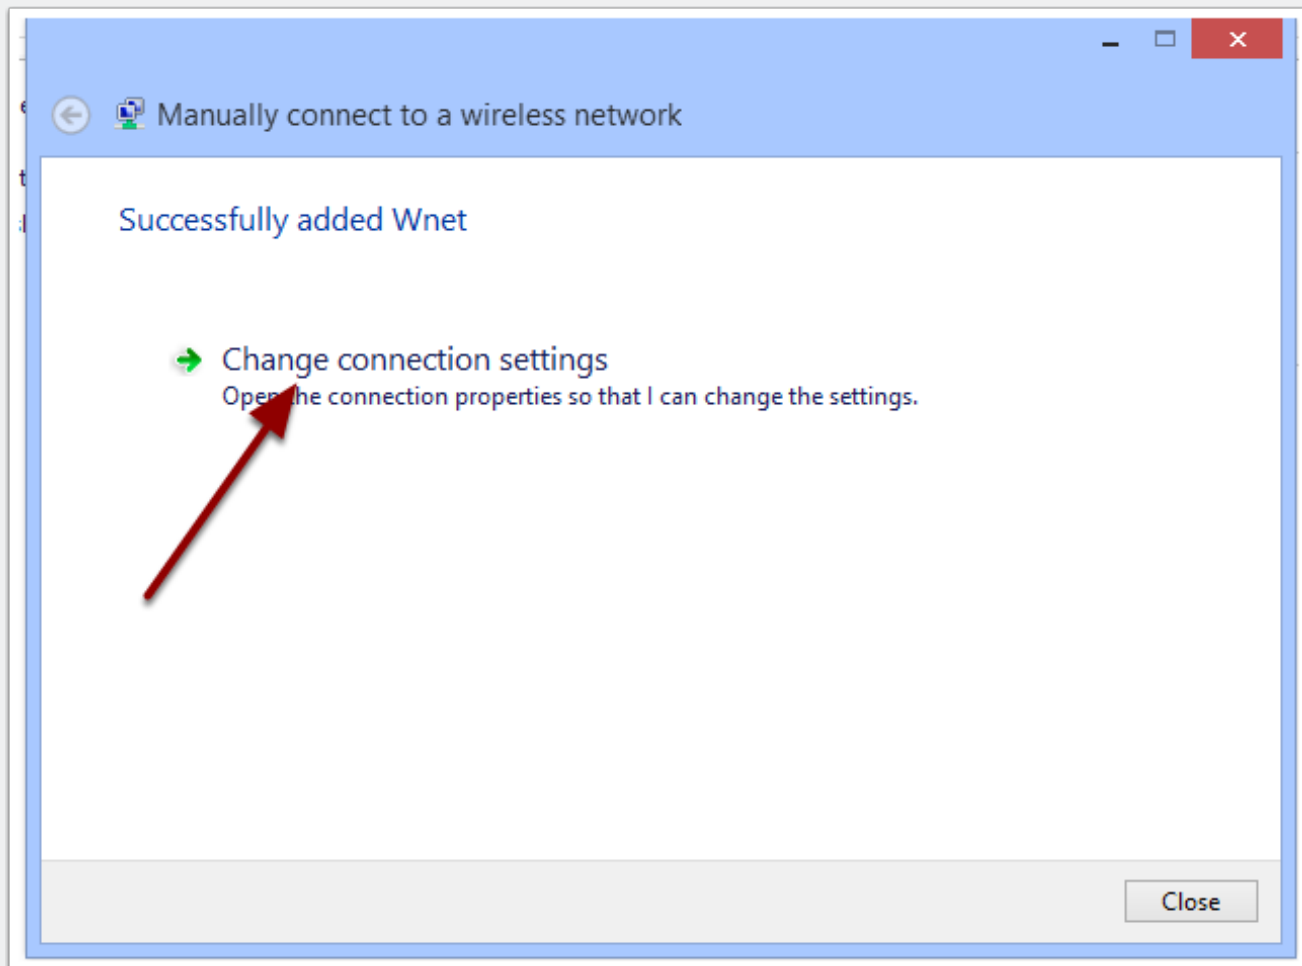 Manually connect to a wireless network
Successfully added Wnet
Change connection settings
Open the connection properties so that I can change the settings.
Close